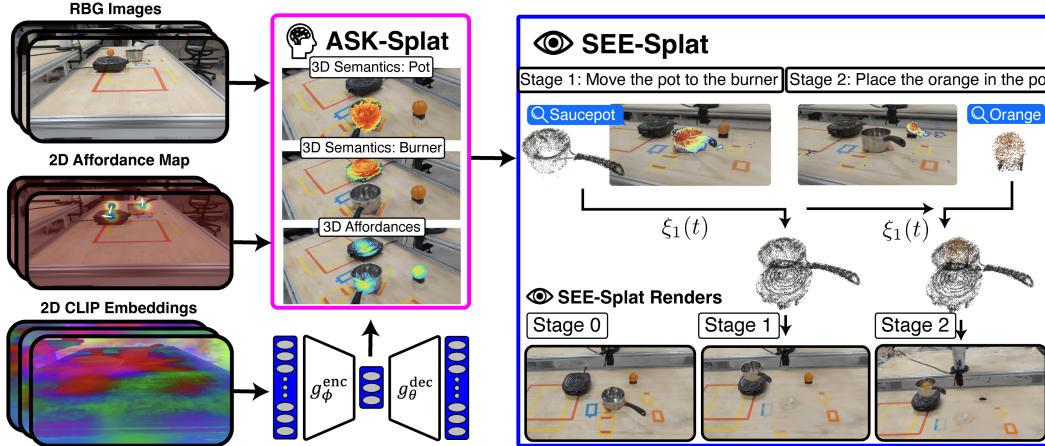 RBG Images
2D Affordance Map
2D CLIP Embeddings
ASK-Splat
3D Semantics: Pot
3D Semantics: Burner
3D Affordances
g_ϕ^enc
g_θ^dec
SEE-Splat
Stage 1: Move the pot to the burner
Stage 2: Place the orange in the po
Saucepot
Orange
ξ₁(t)
ξ₁(t)
SEE-Splat Renders
Stage 0
Stage 1
Stage 2